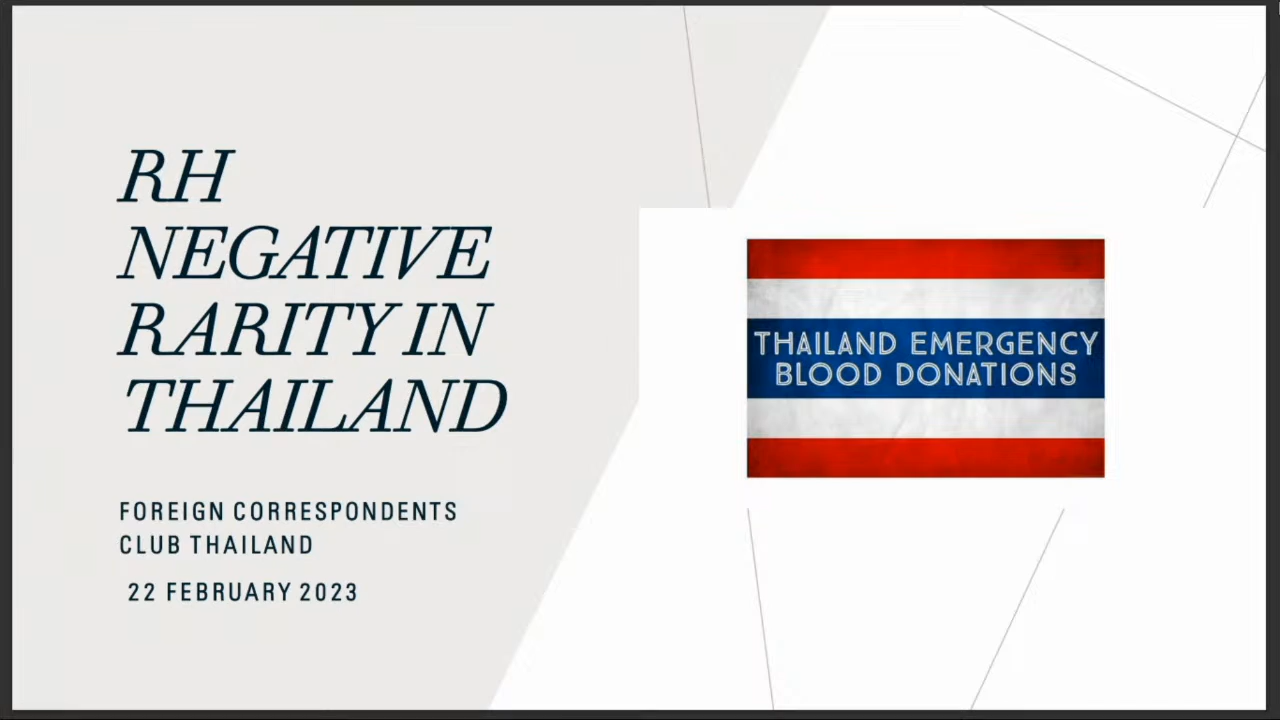 RH
NEGATIVE
RARITY IN
THAILAND
FOREIGN CORRESPONDENTS
CLUB THAILAND
22 FEBRUARY 2023
THAILAND EMERGENCY
BLOOD DONATIONS